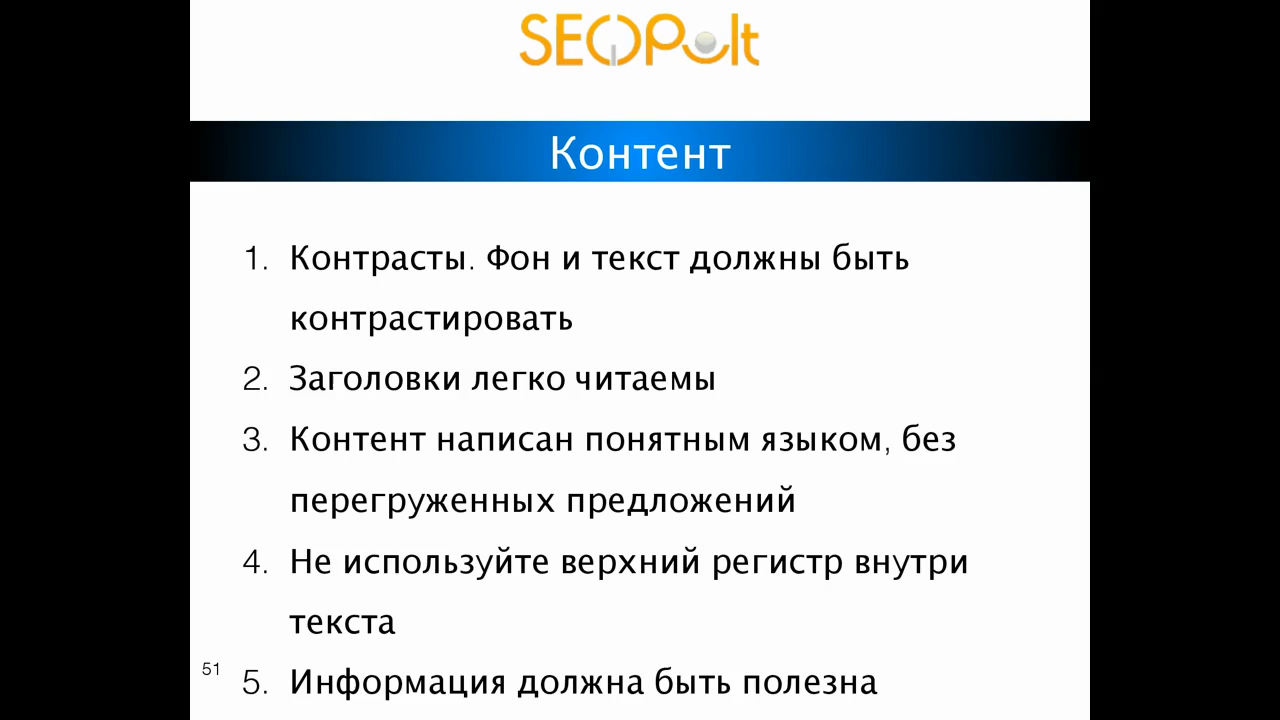 SEOPult
Контент
1. Контрасты. Фон и текст должны быть
контрастировать
2. Заголовки легко читаемы
3. Контент написан понятным языком, без
перегруженных предложений
4. Не используйте верхний регистр внутри
текста
51
5. Информация должна быть полезна